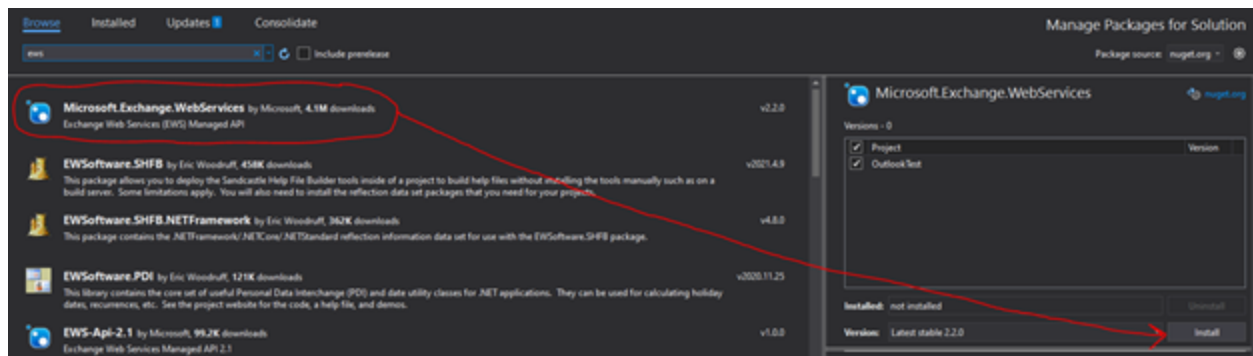 Browse Installed Updates 1 Consolidate
Manage Packages for Solution
ews
Include prerelease
Package source: nuget.org
Microsoft.Exchange.WebServices by Microsoft, 4.1M downloads
v2.2.0
Exchange Web Services (EWS) Managed API
EWSoftware.SHFB by Eric Woodruff, 458K downloads
v2021.4.9
This package allows you to deploy the Sandcastle Help File Builder tools inside of a project to build help files without installing the tools manually such as on a
build server. Some limitations apply. You will also need to install the reflection data set packages that you need for your projects.
EWSoftware.SHFB.NETFramework by Eric Woodruff, 362K downloads
v4.8.0
This package contains the .NETFramework/.NETCore/.NETStandard reflection information data set for use with the EWSoftware.SHFB package.
EWSoftware.PDI by Eric Woodruff, 121K downloads
v2020.11.25
This library contains the core set of useful Personal Data Interchange (PDI) and date utility classes for .NET applications. They can be used for calculating holiday
dates, recurrences, etc. See the project website for the code, a help file, and demos.
EWS-Api-2.1 by Microsoft, 99.2K downloads
v1.0.0
Exchange Web Services Managed API 2.1
Microsoft.Exchange.WebServices
nuget.org
Versions - 0
Project Version
OutlookTest
Installed: not installed
Uninstall
Version: Latest stable 2.2.0
Install